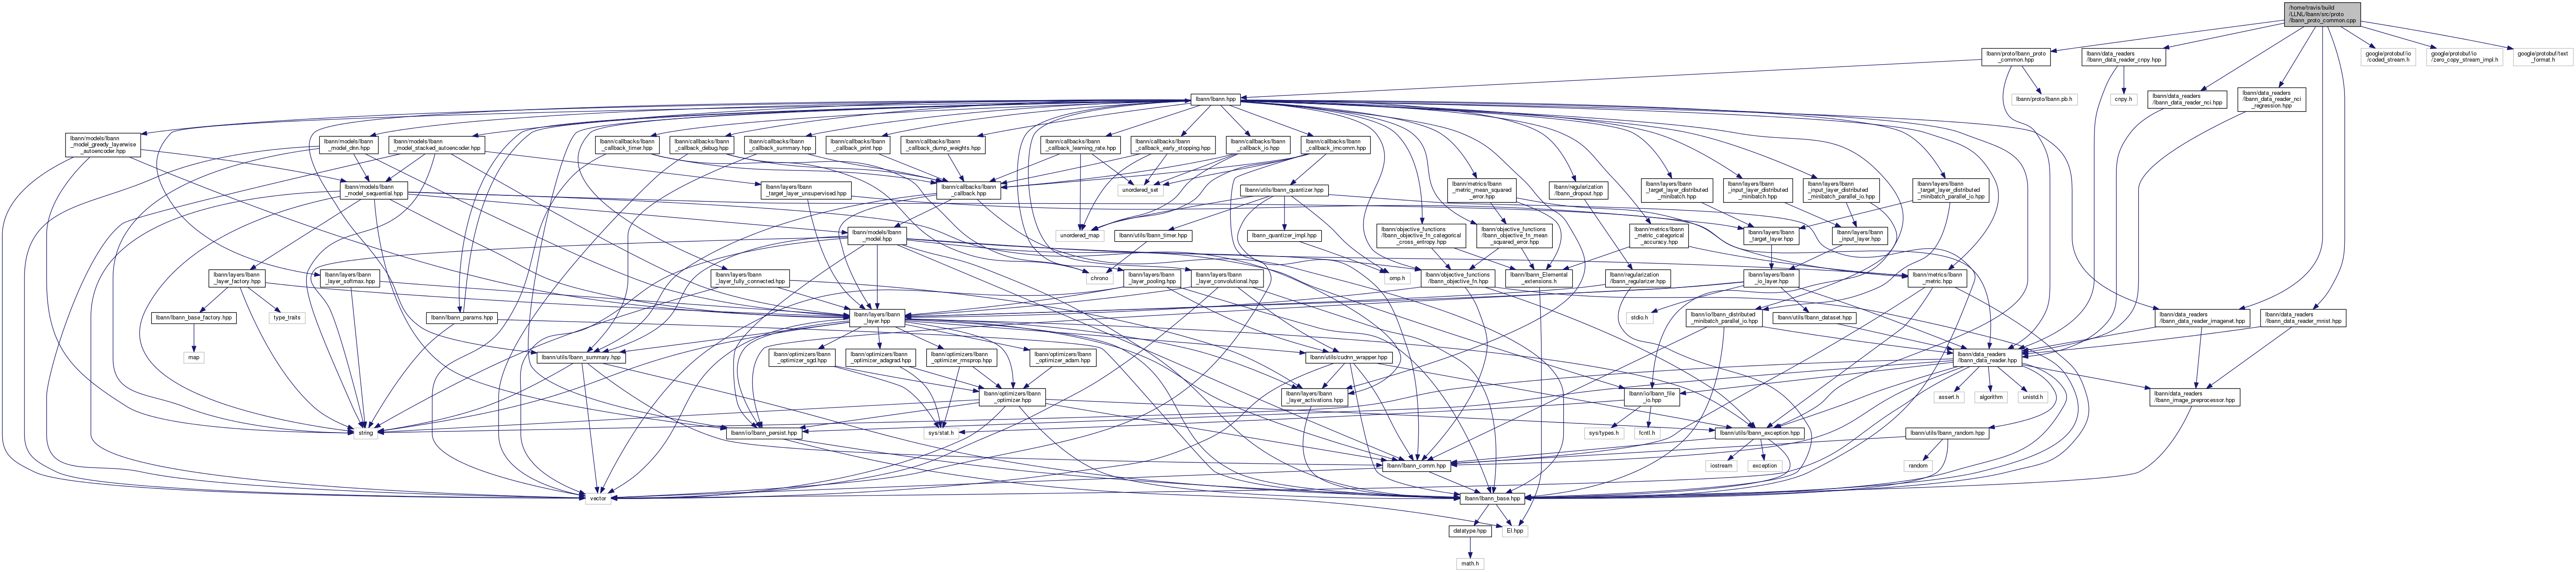 /home/travis/build
/LLNL/lbann/src/proto
/lbann_proto_common.cpp
lbann/proto/lbann_proto
_common.hpp
lbann/data_readers
/lbann_data_reader_cnpy.hpp
google/protobuf/io
/coded_stream.h
google/protobuf/io
/zero_copy_stream_impl.h
google/protobuf/text
_format.h
lbann/lbann.hpp
lbann/proto/lbann.pb.h
cnpy.h
lbann/data_readers
/lbann_data_reader_nci.hpp
lbann/data_readers
/lbann_data_reader_nci
_regression.hpp
lbann/models/lbann
_model_greedy_layerwise
_autoencoder.hpp
lbann/models/lbann
_model_dnn.hpp
lbann/models/lbann
_model_stacked_autoencoder.hpp
lbann/callbacks/lbann
_callback_timer.hpp
lbann/callbacks/lbann
_callback_debug.hpp
lbann/callbacks/lbann
_callback_summary.hpp
lbann/callbacks/lbann
_callback_print.hpp
lbann/callbacks/lbann
_callback_dump_weights.hpp
lbann/callbacks/lbann
_callback_learning_rate.hpp
lbann/callbacks/lbann
_callback_early_stopping.hpp
lbann/callbacks/lbann
_callback_io.hpp
lbann/callbacks/lbann
_callback_imcomm.hpp
lbann/models/lbann
_model_sequential.hpp
lbann/layers/lbann
_target_layer_unsupervised.hpp
lbann/callbacks/lbann
_callback.hpp
unordered_set
lbann/utils/lbann_quantizer.hpp
lbann/metrics/lbann
_metric_mean_squared
_error.hpp
lbann/regularization
/lbann_dropout.hpp
lbann/layers/lbann
_target_layer_distributed
_minibatch.hpp
lbann/layers/lbann
_input_layer_distributed
_minibatch.hpp
lbann/layers/lbann
_input_layer_distributed
_minibatch_parallel_io.hpp
lbann/layers/lbann
_target_layer_distributed
_minibatch_parallel_io.hpp
lbann/models/lbann
_model.hpp
unordered_map
lbann/utils/lbann_timer.hpp
lbann_quantizer_impl.hpp
lbann/objective_functions
/lbann_objective_fn_categorical
_cross_entropy.hpp
lbann/objective_functions
/lbann_objective_fn_mean
_squared_error.hpp
lbann/metrics/lbann
_metric_categorical
_accuracy.hpp
lbann/layers/lbann
_target_layer.hpp
lbann/layers/lbann
_input_layer.hpp
lbann/layers/lbann
_layer_factory.hpp
lbann/layers/lbann
_layer_softmax.hpp
lbann/layers/lbann
_layer_fully_connected.hpp
chrono
lbann/layers/lbann
_layer_pooling.hpp
lbann/layers/lbann
_layer_convolutional.hpp
omp.h
lbann/objective_functions
/lbann_objective_fn.hpp
lbann/lbann_Elemental
_extensions.h
lbann/regularization
/lbann_regularizer.hpp
lbann/layers/lbann
_io_layer.hpp
lbann/metrics/lbann
_metric.hpp
lbann/lbann_base_factory.hpp
type_traits
lbann/lbann_params.hpp
lbann/layers/lbann
_layer.hpp
stdio.h
lbann/io/lbann_distributed
_minibatch_parallel_io.hpp
lbann/utils/lbann_dataset.hpp
lbann/data_readers
/lbann_data_reader_imagenet.hpp
lbann/data_readers
/lbann_data_reader_mnist.hpp
map
lbann/utils/lbann_summary.hpp
lbann/optimizers/lbann
_optimizer_sgd.hpp
lbann/optimizers/lbann
_optimizer_adagrad.hpp
lbann/optimizers/lbann
_optimizer_rmsprop.hpp
lbann/optimizers/lbann
_optimizer_adam.hpp
lbann/utils/cudnn_wrapper.hpp
lbann/data_readers
/lbann_data_reader.hpp
lbann/optimizers/lbann
_optimizer.hpp
lbann/layers/lbann
_layer_activations.hpp
lbann/io/lbann_file
_io.hpp
assert.h
algorithm
unistd.h
lbann/data_readers
/lbann_image_preprocessor.hpp
string
lbann/io/lbann_persist.hpp
sys/stat.h
sys/types.h
fcntl.h
lbann/utils/lbann_exception.hpp
lbann/utils/lbann_random.hpp
lbann/lbann_comm.hpp
iostream
exception
random
vector
lbann/lbann_base.hpp
datatype.hpp
El.hpp
math.h